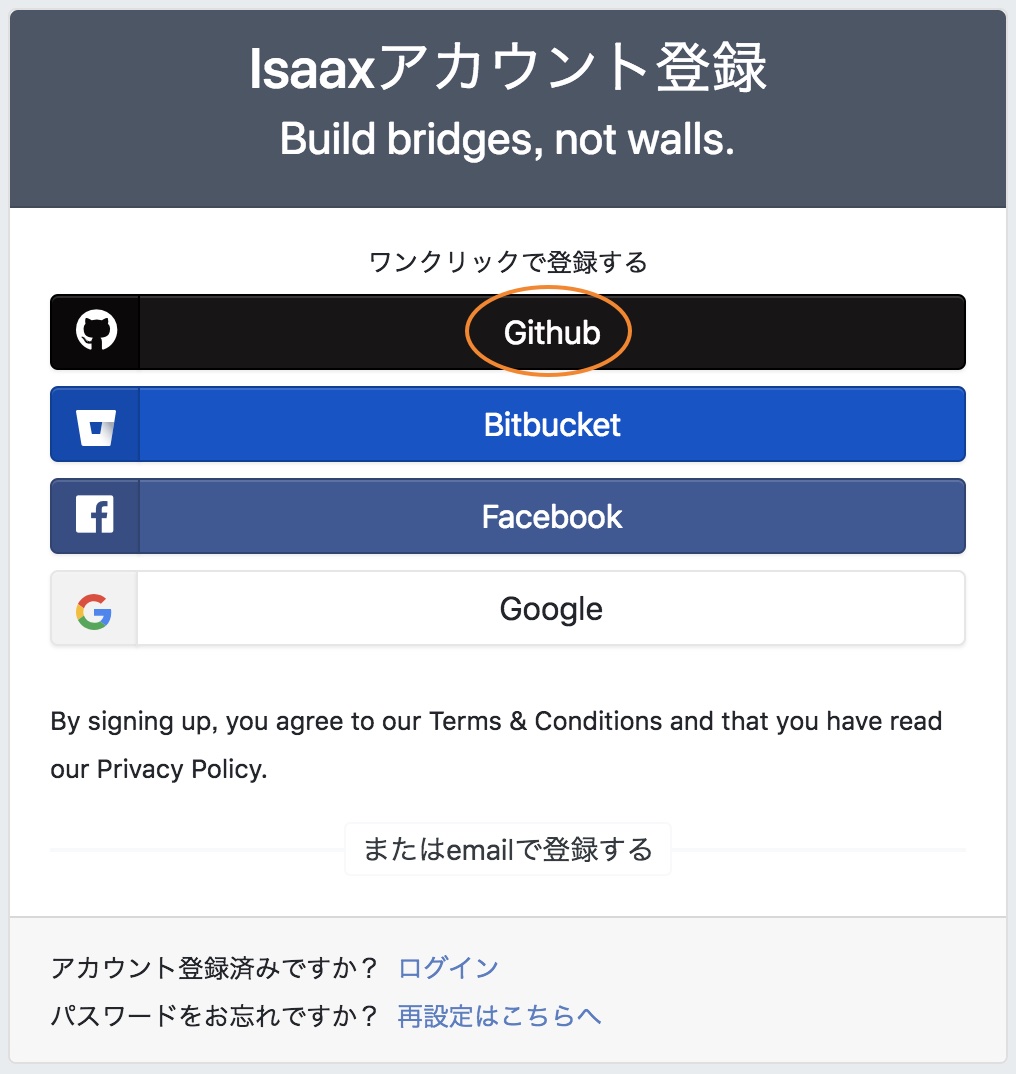 Isaaxアカウント登録
Build bridges, not walls.
ワンクリックで登録する
Github
Bitbucket
Facebook
Google
By signing up, you agree to our Terms & Conditions and that you have read
our Privacy Policy.
またはemailで登録する
アカウント登録済みですか？ ログイン
パスワードをお忘れですか？ 再設定はこちらへ